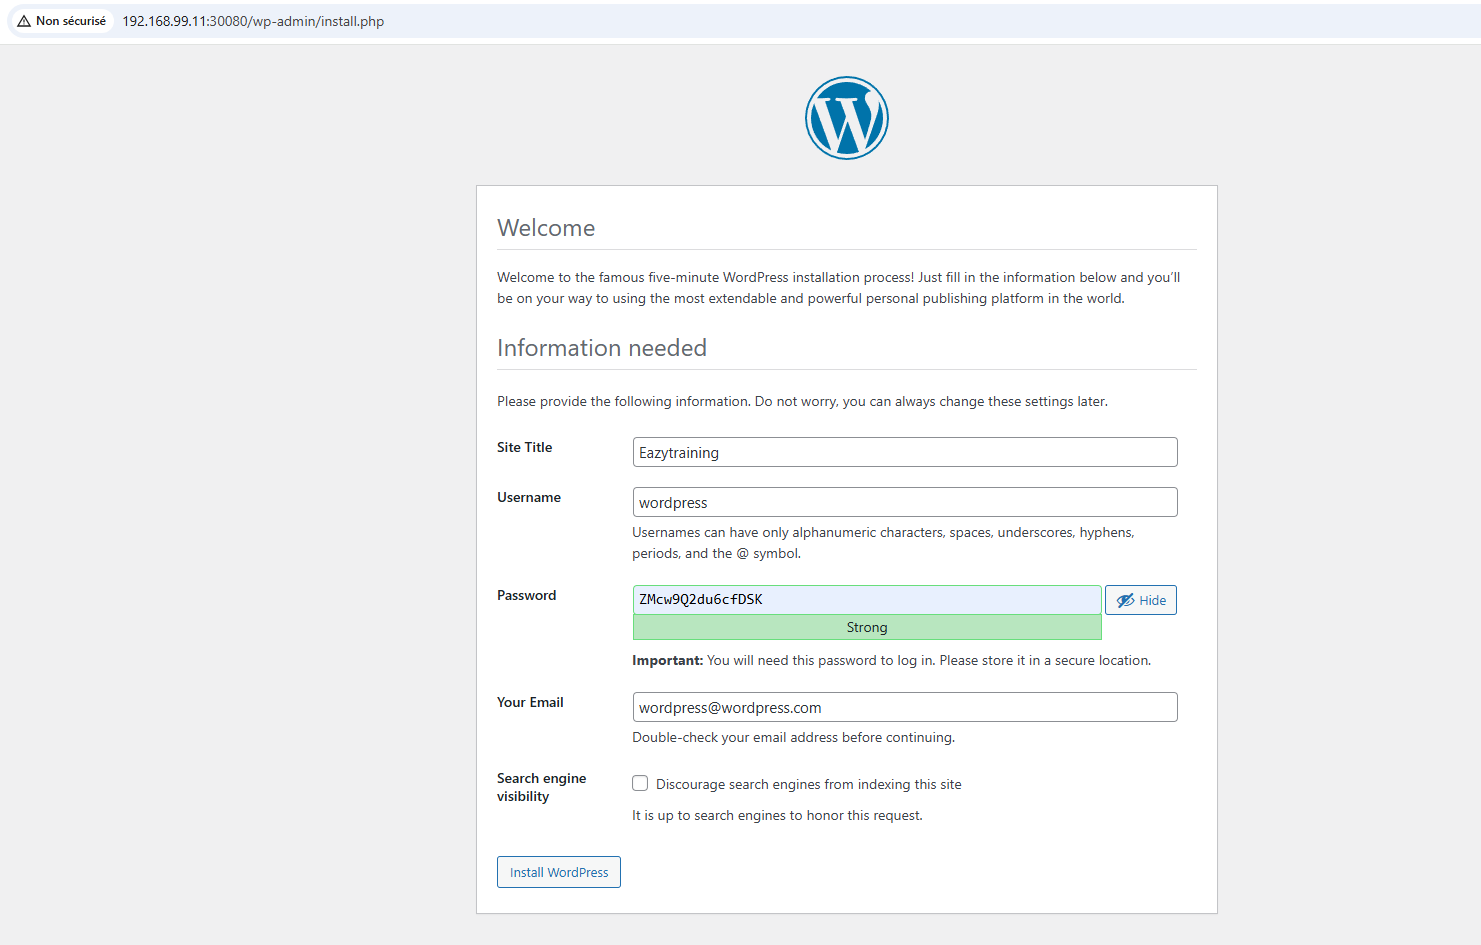 Non sécurisé 192.168.99.11:30080/wp-admin/install.php
Welcome
Welcome to the famous five-minute WordPress installation process! Just fill in the information below and you’ll
be on your way to using the most extendable and powerful personal publishing platform in the world.
Information needed
Please provide the following information. Do not worry, you can always change these settings later.
Site Title
Eazytraining
Username
wordpress
Usernames can have only alphanumeric characters, spaces, underscores, hyphens,
periods, and the @ symbol.
Password
ZMcw9Q2du6cfDSK
Hide
Strong
Important: You will need this password to log in. Please store it in a secure location.
Your Email
wordpress@wordpress.com
Double-check your email address before continuing.
Search engine
visibility
Discourage search engines from indexing this site
It is up to search engines to honor this request.
Install WordPress